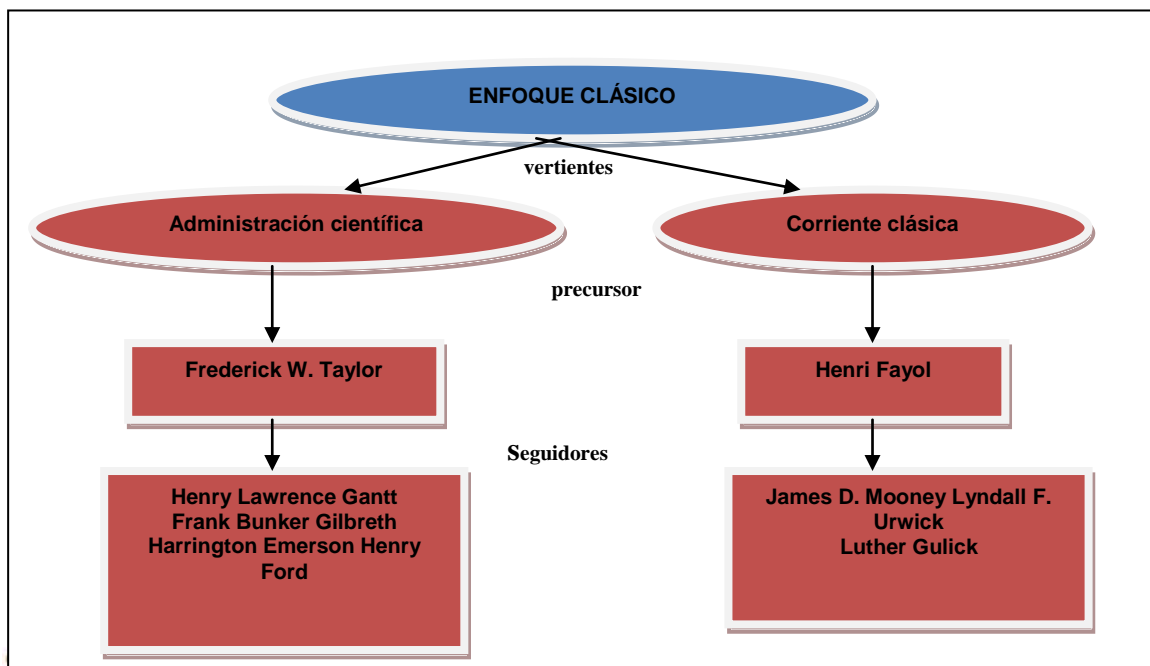 ENFOQUE CLÁSICO
vertientes
Administración científica
Corriente clásica
precursor
Frederick W. Taylor
Henri Fayol
Seguidores
Henry Lawrence Gantt
Frank Bunker Gilbreth
Harrington Emerson Henry
Ford
James D. Mooney Lyndall F.
Urwick
Luther Gulick